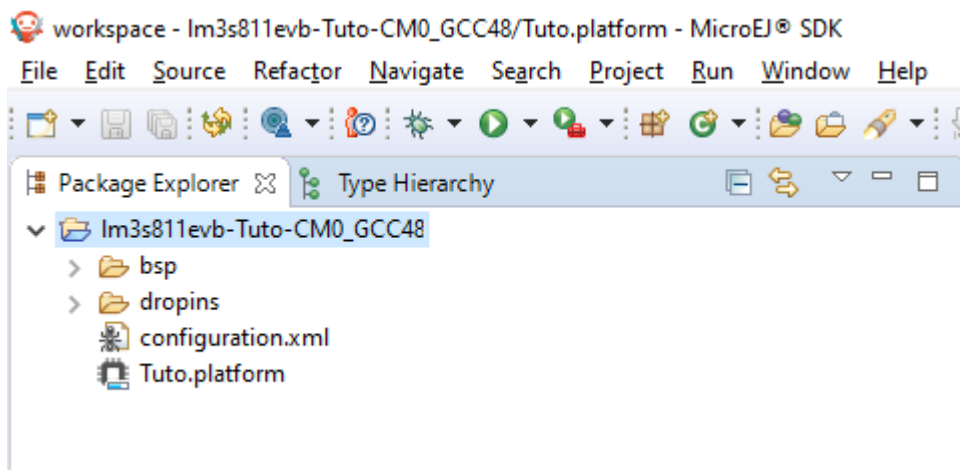 workspace - lm3s811evb-Tuto-CM0_GCC48/Tuto.platform - MicroEJ® SDK
File Edit Source Refactor Navigate Search Project Run Window Help
Package Explorer Type Hierarchy
lm3s811evb-Tuto-CM0_GCC48
bsp
dropins
configuration.xml
Tuto.platform